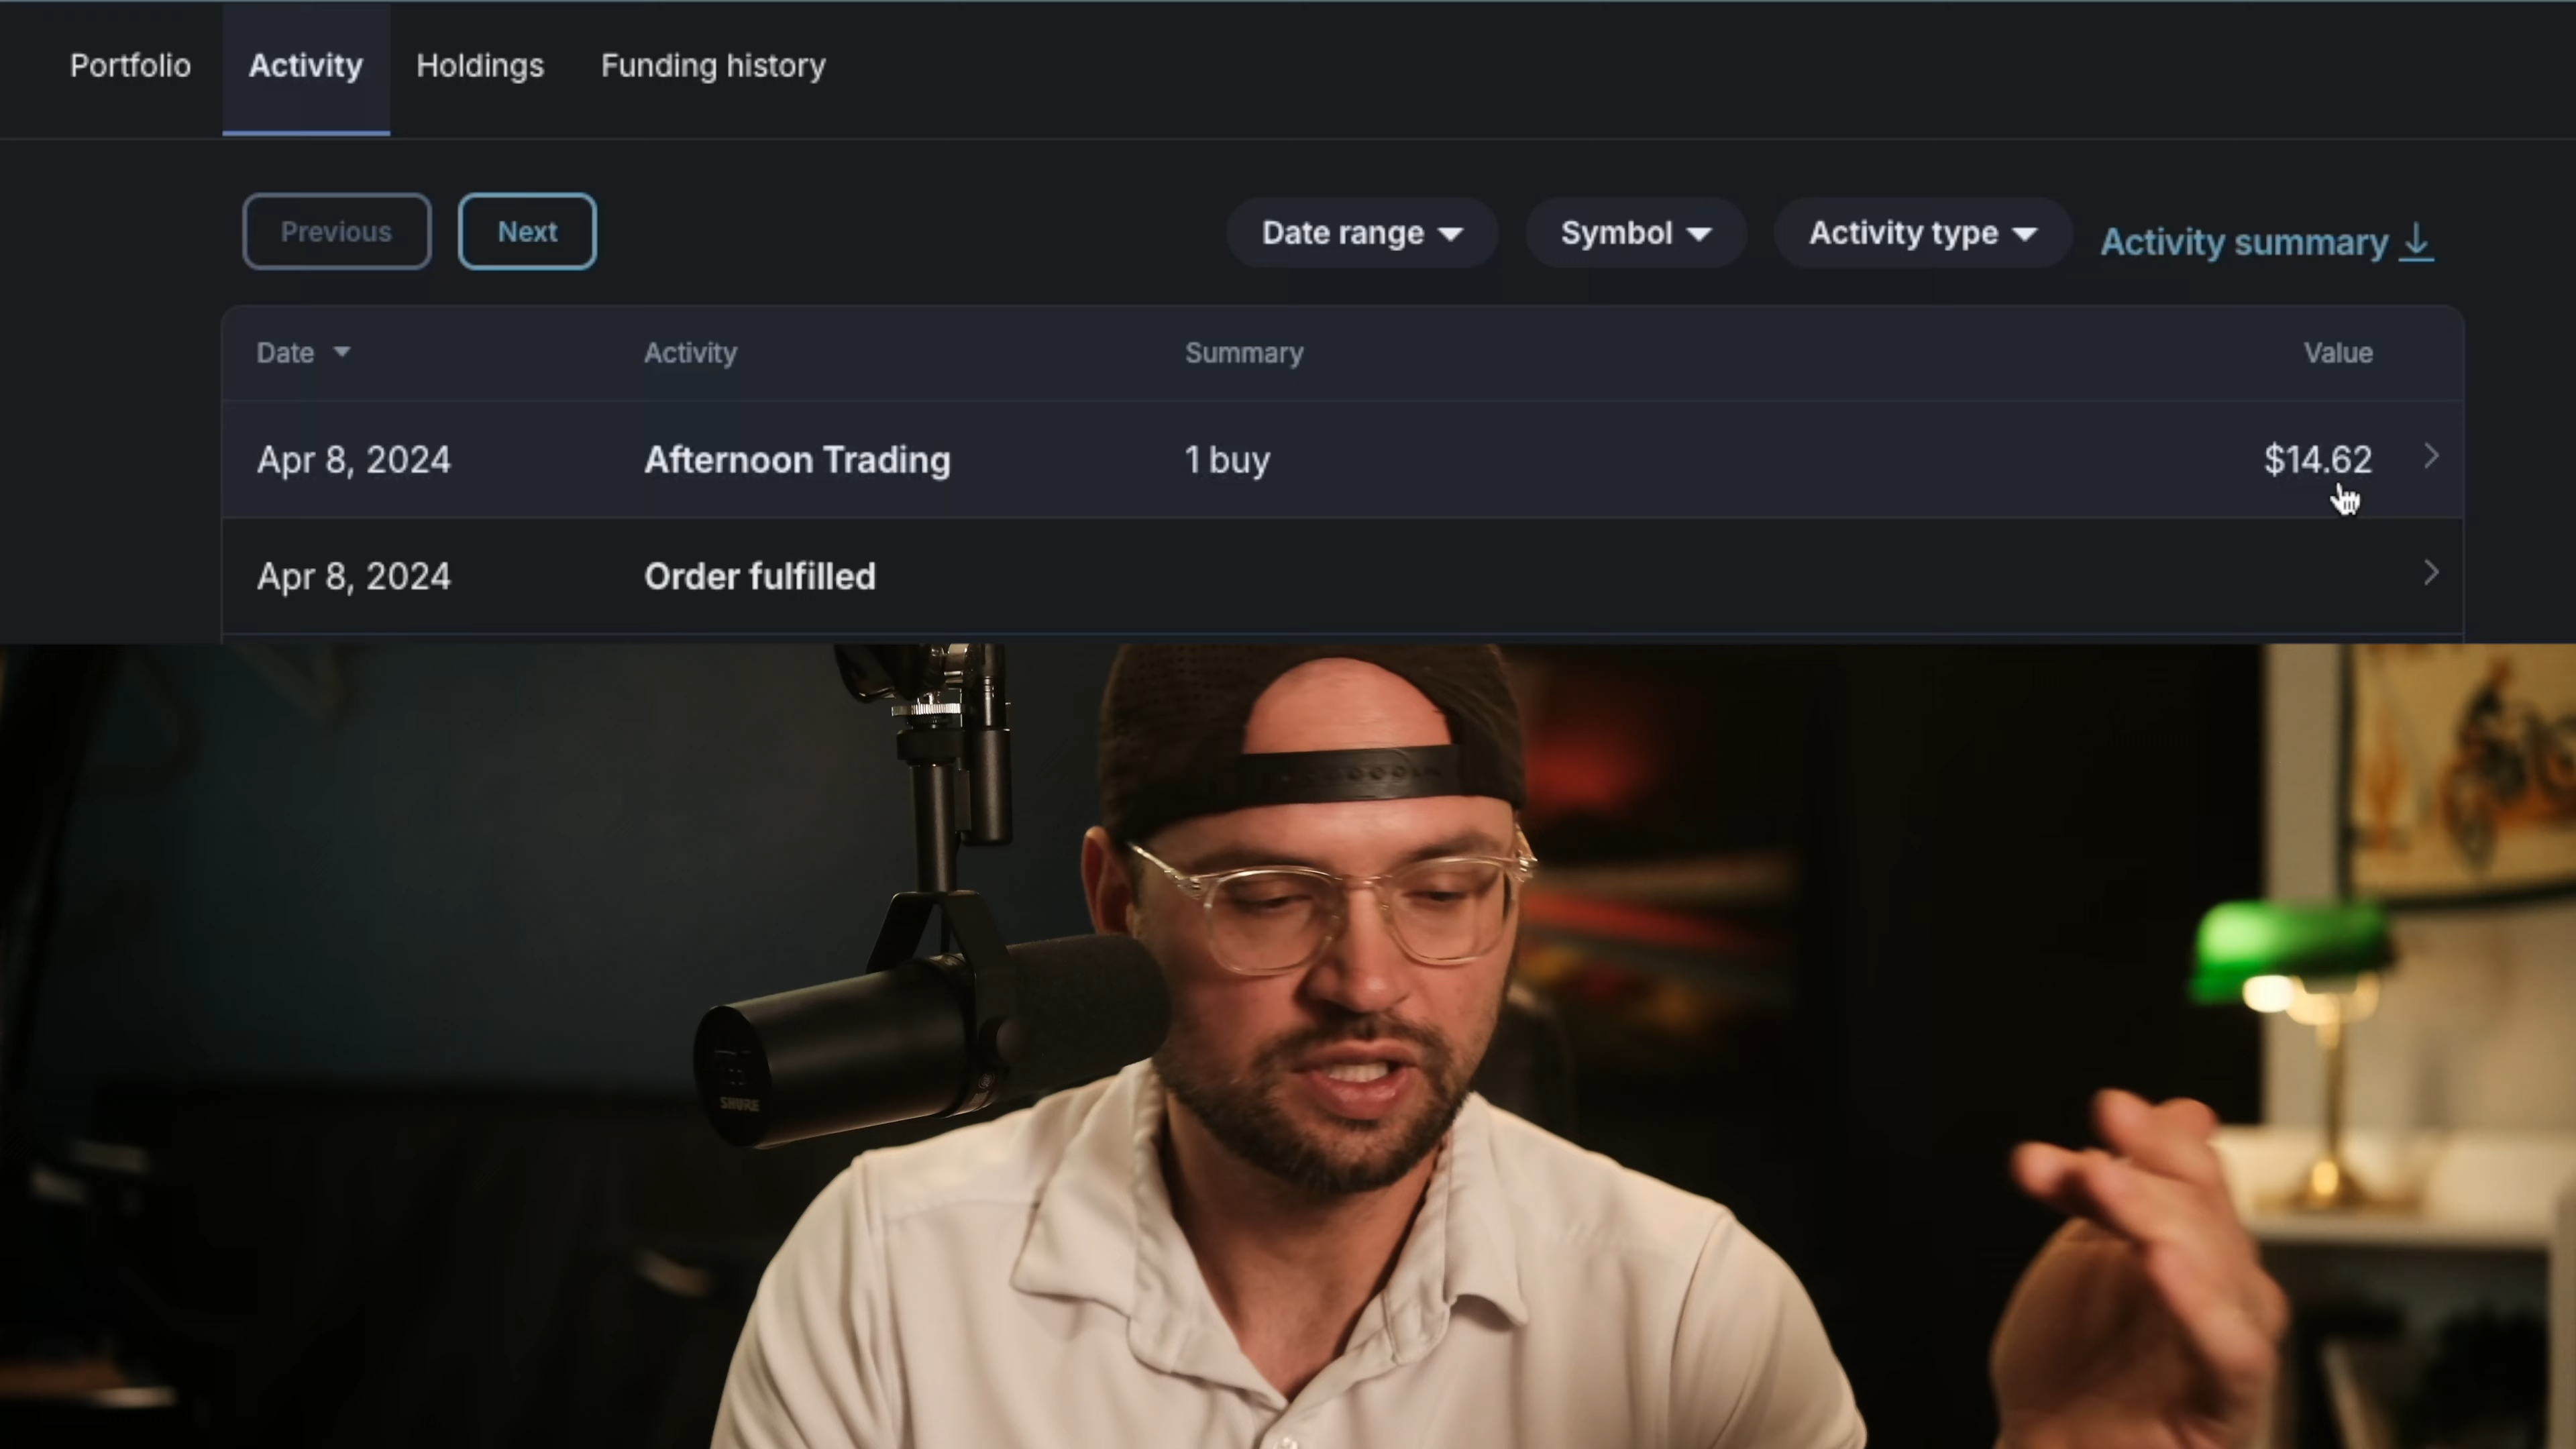 Portfolio Activity Holdings Funding history
Previous Next Date range Symbol Activity type Activity summary
Date Activity Summary Value
Apr 8, 2024 Afternoon Trading 1 buy $14.62
Apr 8, 2024 Order fulfilled
SHURE